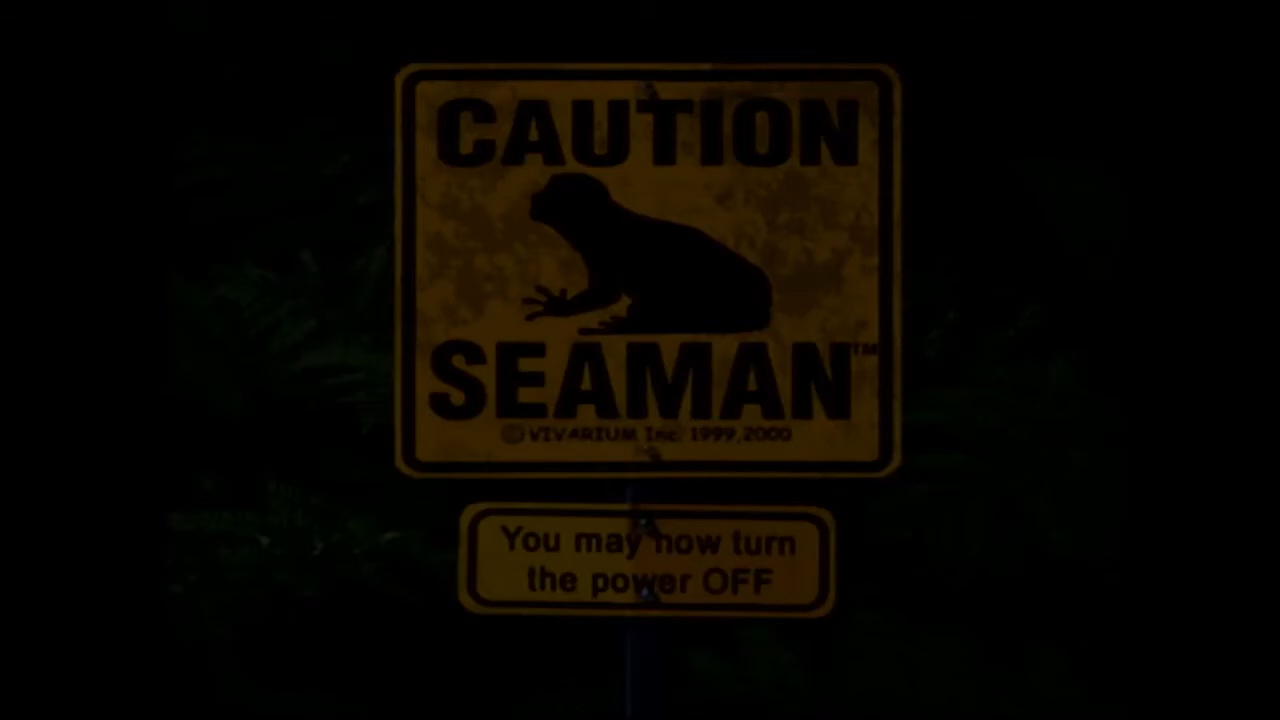 CAUTION
SEAMAN™
© VIVARIUM Inc. 1999,2000
You may now turn
the power OFF